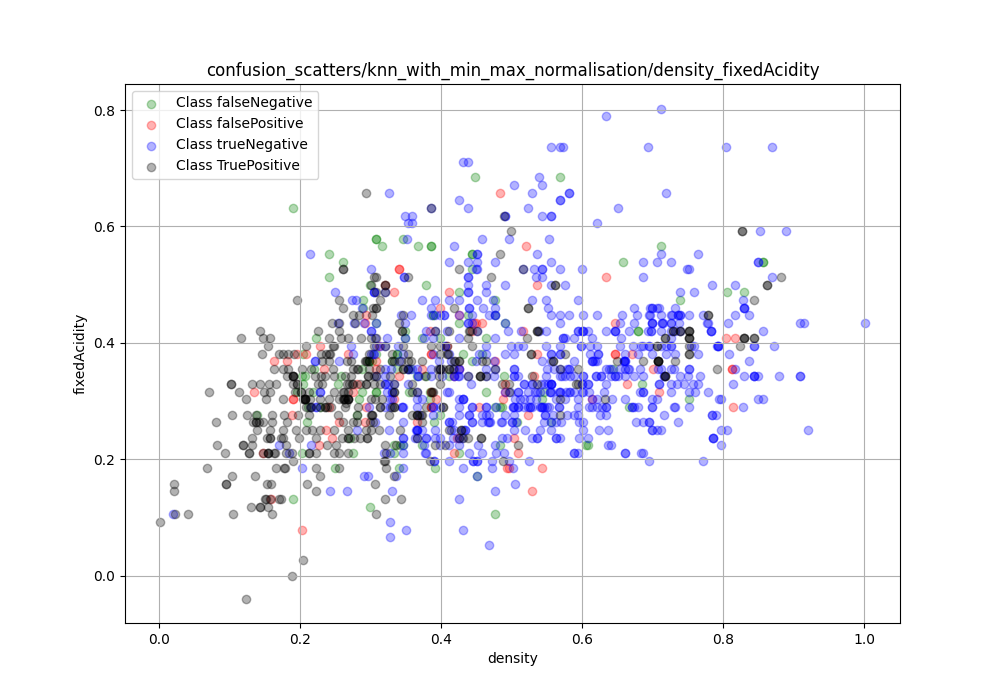 confusion_scatters/knn_with_min_max_normalisation/density_fixedAcidity
Class falseNegative
Class falsePositive
Class trueNegative
Class TruePositive
0.8
0.6
0.4
0.2
0.0
fixedAcidity
0.0 0.2 0.4 0.6 0.8 1.0
density